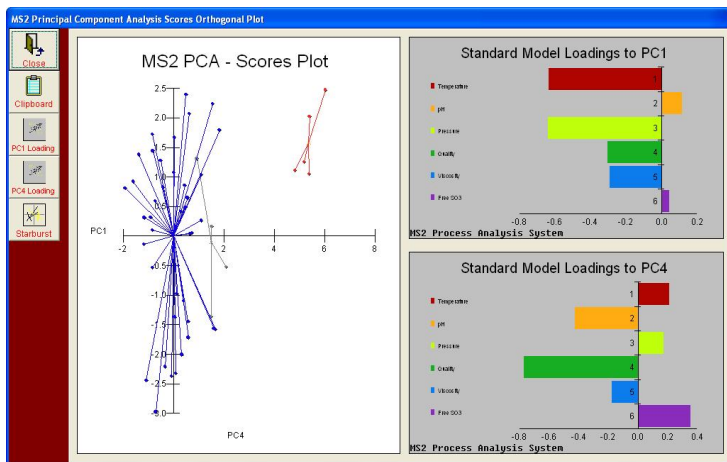 MS2 Principal Component Analysis Scores Orthogonal Plot
Close
Clipboard
PC1 Loading
PC4 Loading
Starburst
MS2 PCA - Scores Plot
2.5
2.0
1.5
1.0
0.5
PC1
-2
2
4
6
8
-0.5
-1.0
-1.5
-2.0
-2.5
-3.0
PC4
Standard Model Loadings to PC1
Temperature
pH
Pressure
Quality
Viscosity
Free SO3
1
2
3
4
5
6
-0.8 -0.6 -0.4 -0.2 0.0 0.2
MS2 Process Analysis System
Standard Model Loadings to PC4
Temperature
pH
Pressure
Quality
Viscosity
Free SO3
1
2
3
4
5
6
-0.8 -0.6 -0.4 -0.2 0.0 0.2 0.4
MS2 Process Analysis System